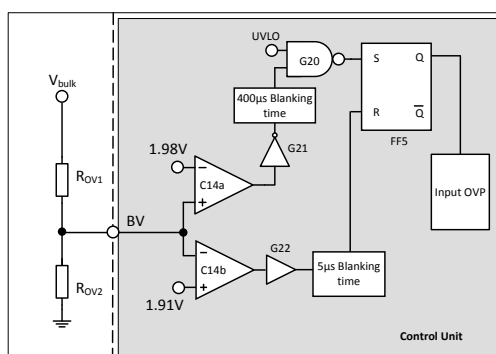 UVLO
G20
S
Q
V_bulk
400µs Blanking
time
R
Q̅
FF5
G21
1.98V
R_OV1
C14a
Input OVP
BV
G22
C14b
5µs Blanking
time
R_OV2
1.91V
Control Unit